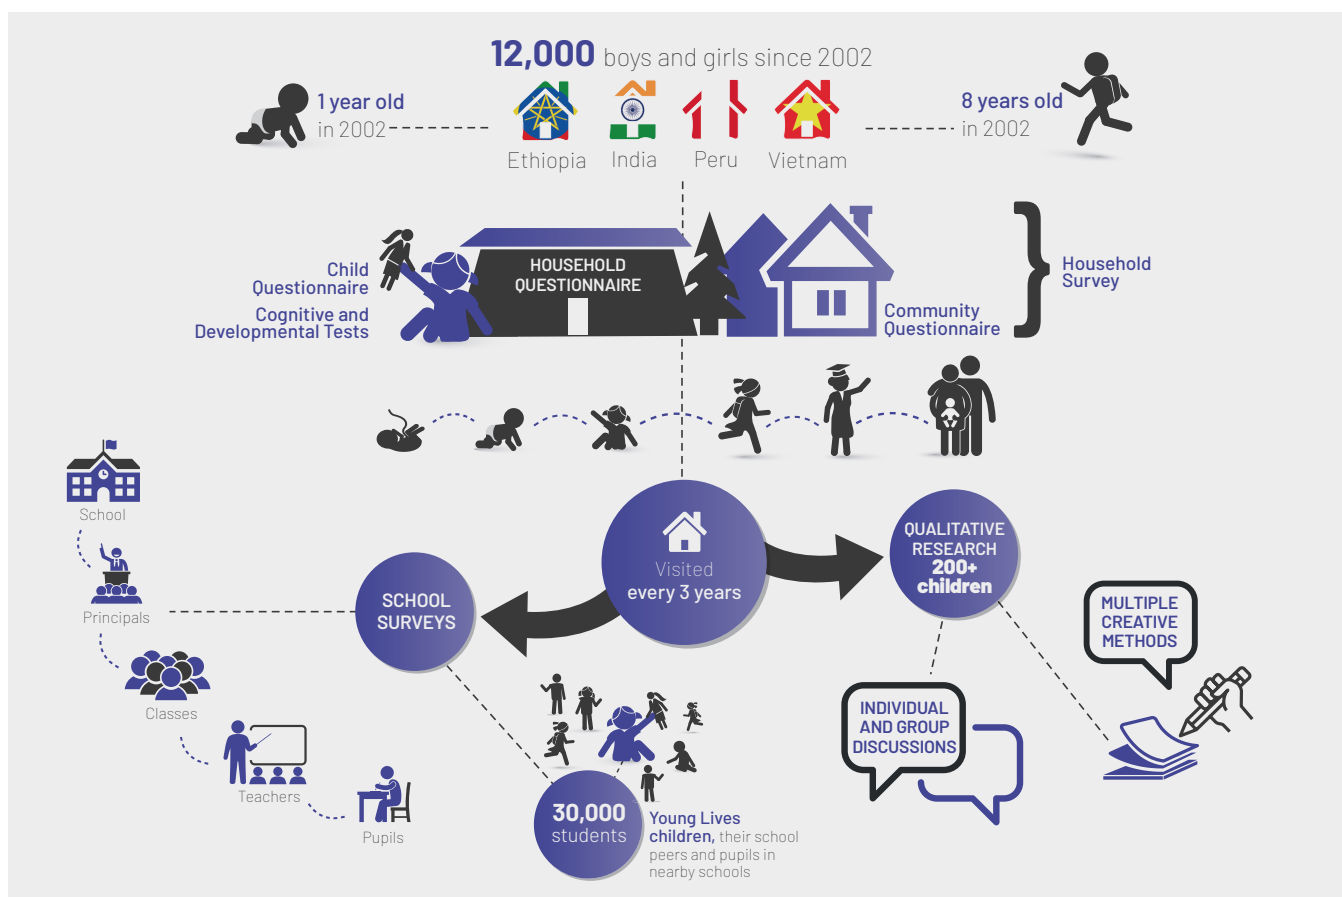 12,000 boys and girls since 2002
1 year old
in 2002
8 years old
in 2002
Ethiopia
India
Peru
Vietnam
Child
Questionnaire
Cognitive and
Developmental Tests
HOUSEHOLD
QUESTIONNAIRE
Community
Questionnaire
Household
Survey
School
Principals
Classes
Teachers
Pupils
SCHOOL
SURVEYS
Visited
every 3 years
QUALITATIVE
RESEARCH
200+
children
MULTIPLE
CREATIVE
METHODS
INDIVIDUAL
AND GROUP
DISCUSSIONS
30,000
students
Young Lives
children, their school
peers and pupils in
nearby schools